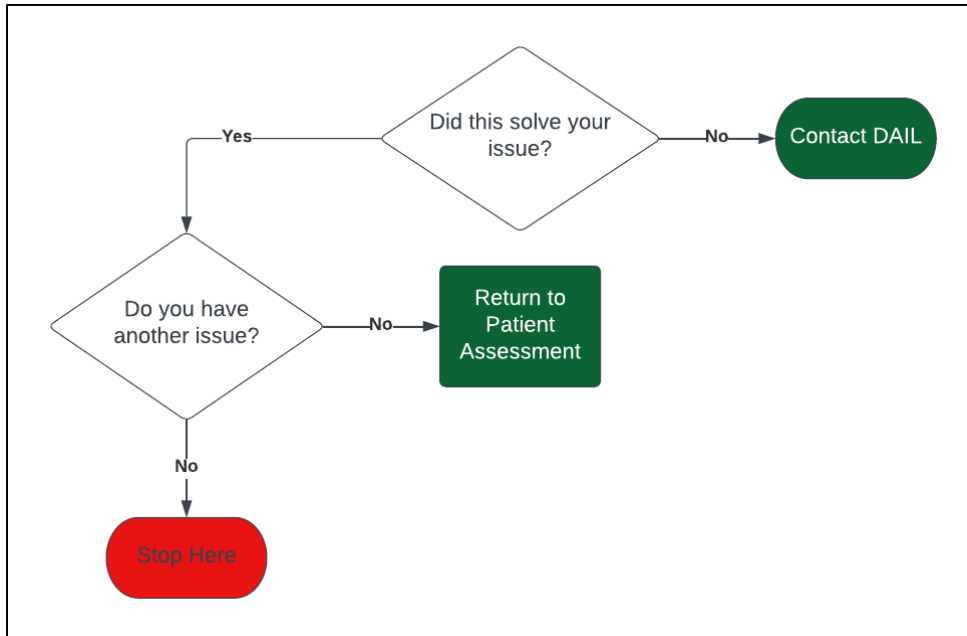 Did this solve your
issue?
Yes
No
Contact DAIL
Do you have
another issue?
No
Return to
Patient
Assessment
No
Stop Here